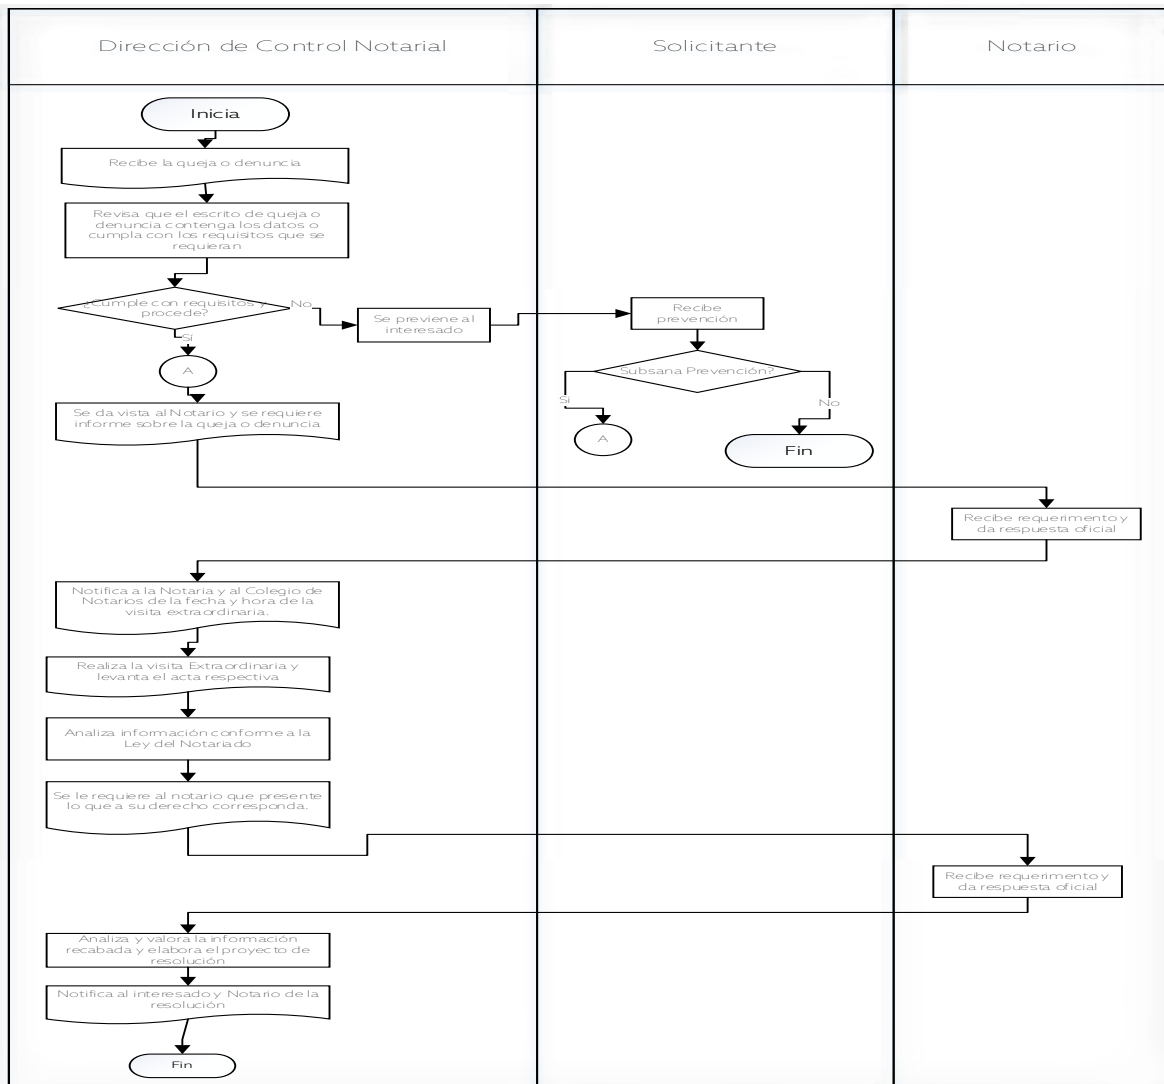 Dirección de Control Notarial
Solicitante
Notario
Inicia
Recibe la queja o denuncia
Revisa que el escrito de queja o
denuncia contenga los datos o
cumpla con los requisitos que se
requieran
¿Cumple con requisitos y
procede?
No
Sí
Se previene al
interesado
Recibe
prevención
A
Subsana Prevención?
Sí
No
A
Fin
Se da vista al Notario y se requiere
informe sobre la queja o denuncia
Recibe requerimento y
da respuesta oficial
Notifica a la Notaria y al Colegio de
Notarios de la fecha y hora de la
visita extraordinaria.
Realiza la visita Extraordinaria y
levanta el acta respectiva
Analiza información conforme a la
Ley del Notariado
Se le requiere al notario que presente
lo que a su derecho corresponda.
Recibe requerimento y
da respuesta oficial
Analiza y valora la información
recabada y elabora el proyecto de
resolución
Notifica al interesado y Notario de la
resolución
Fin